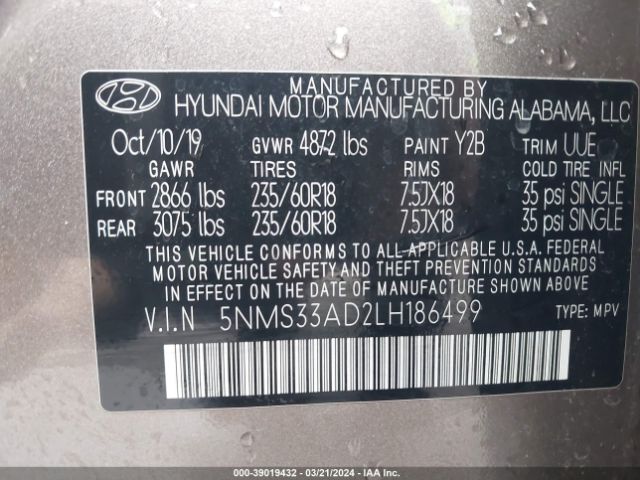 MANUFACTURED BY
HYUNDAI MOTOR MANUFACTURING ALABAMA, LLC
Oct/10/19 GVWR 4872 lbs PAINT Y2B TRIM UUE
GAWR TIRES RIMS COLD TIRE INFL
FRONT 2866 lbs 235/60R18 7.5JX18 35 psi SINGLE
REAR 3075 lbs 235/60R18 7.5JX18 35 psi SINGLE
THIS VEHICLE CONFORMS TO ALL APPLICABLE U.S.A. FEDERAL
MOTOR VEHICLE SAFETY AND THEFT PREVENTION STANDARDS
IN EFFECT ON THE DATE OF MANUFACTURE SHOWN ABOVE.
V.I.N 5NMS33AD2LH186499 TYPE: MPV
000-39019432 - 03/21/2024 - IAA Inc.